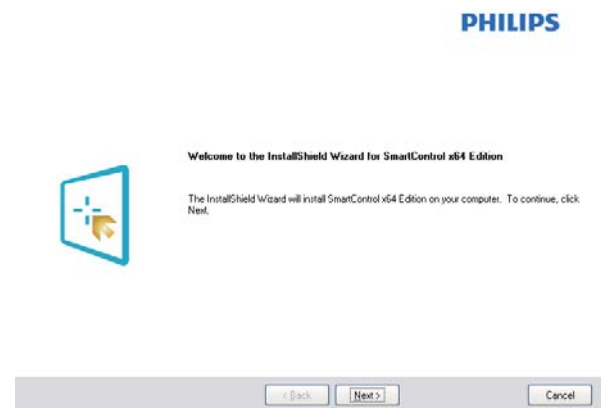 PHILIPS
Welcome to the InstallShield Wizard for SmartControl x64 Edition
The InstallShield Wizard will install SmartControl x64 Edition on your computer. To continue, click
Next.
< Back Next > Cancel